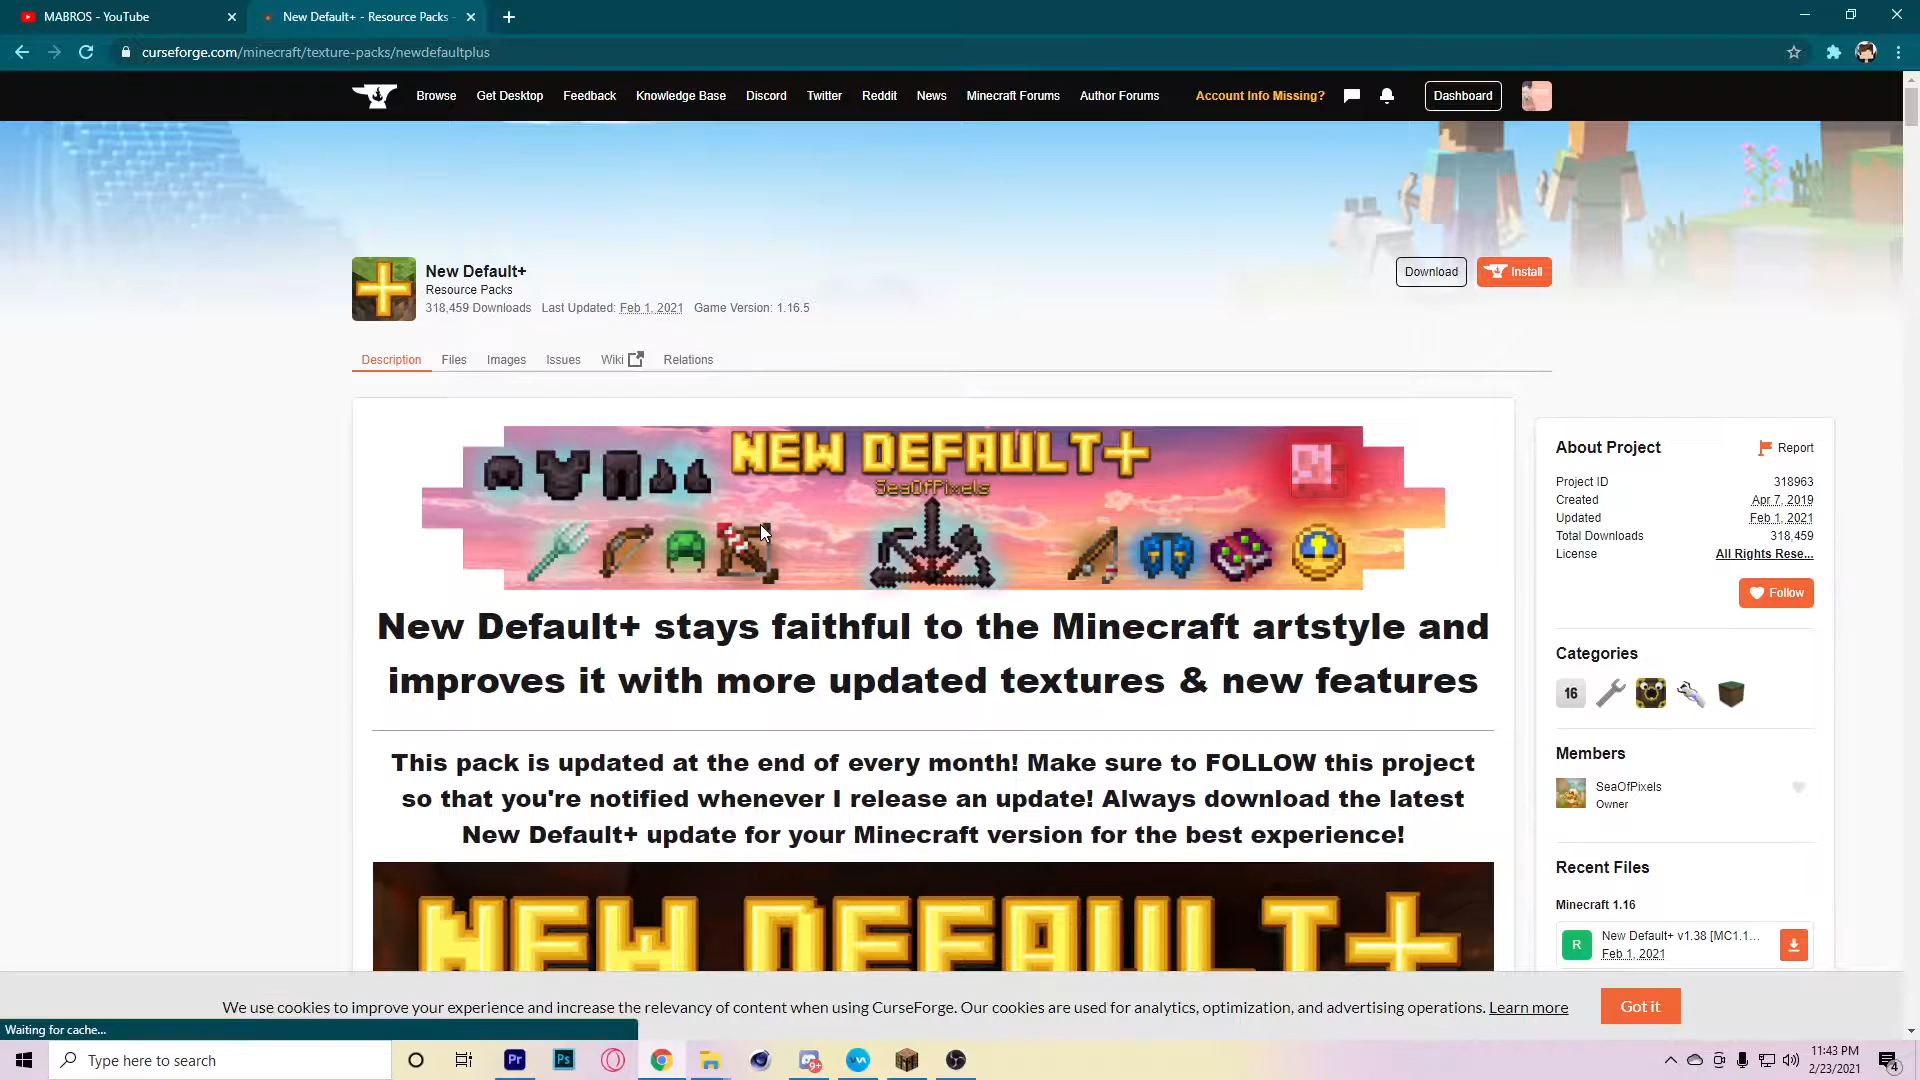 MABROS - YouTube
New Default+ - Resource Packs -
curseforge.com/minecraft/texture-packs/newdefaultplus
Browse
Get Desktop
Feedback
Knowledge Base
Discord
Twitter
Reddit
News
Minecraft Forums
Author Forums
Account Info Missing?
Dashboard
New Default+
Resource Packs
318,459 Downloads Last Updated: Feb 1, 2021 Game Version: 1.16.5
Download
Install
Description
Files
Images
Issues
Wiki
Relations
NEW DEFAULT+
SeaOfPixels
New Default+ stays faithful to the Minecraft artstyle and
improves it with more updated textures & new features
This pack is updated at the end of every month! Make sure to FOLLOW this project
so that you're notified whenever I release an update! Always download the latest
New Default+ update for your Minecraft version for the best experience!
NEW DEFAULT+
About Project
Report
Project ID 318963
Created Apr 7, 2019
Updated Feb 1, 2021
Total Downloads 318,459
License All Rights Rese...
Follow
Categories
16
Members
SeaOfPixels
Owner
Recent Files
Minecraft 1.16
R
New Default+ v1.38 [MC1.1...
Feb 1, 2021
We use cookies to improve your experience and increase the relevancy of content when using CurseForge. Our cookies are used for analytics, optimization, and advertising operations. Learn more
Got it
Waiting for cache...
Type here to search
Pr
Ps
9+
11:43 PM
2/23/2021
4